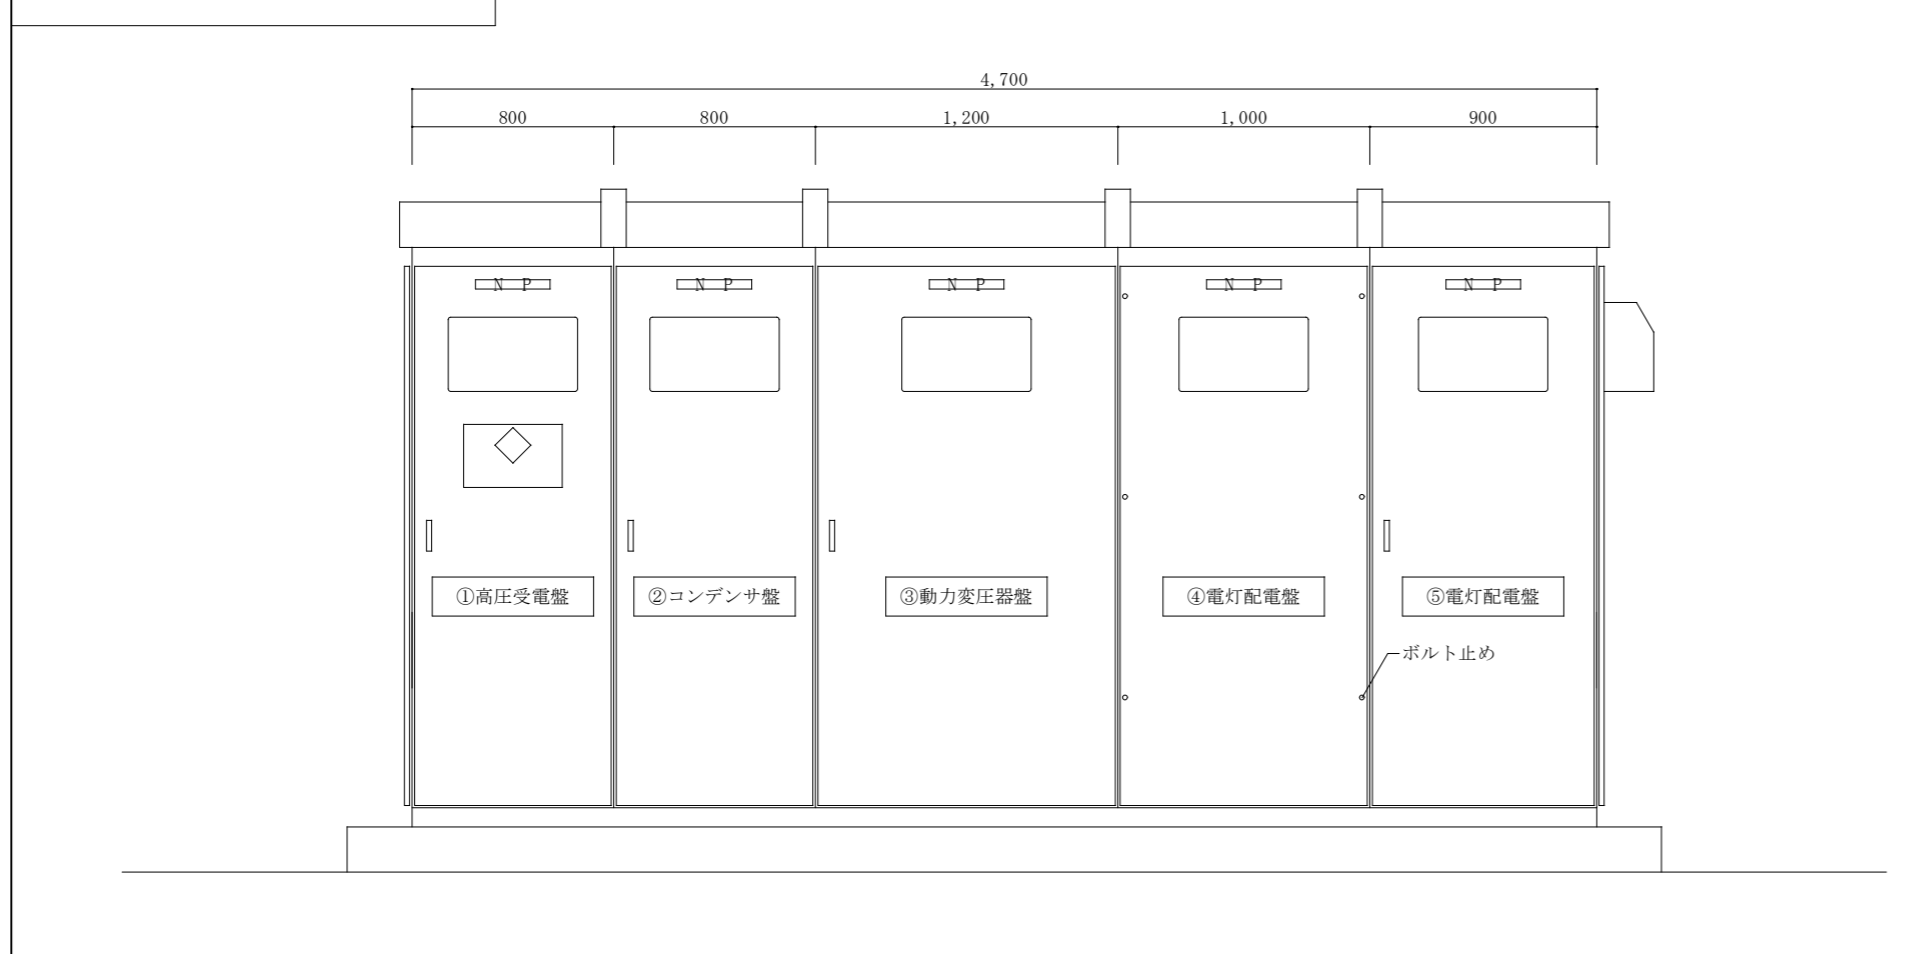 4,700
800 800 1,200 1,000 900
N P N P N P N P N P
①高圧受電盤 ②コンデンサ盤 ③動力変圧器盤 ④電灯配電盤 ⑤電灯配電盤
ボルト止め